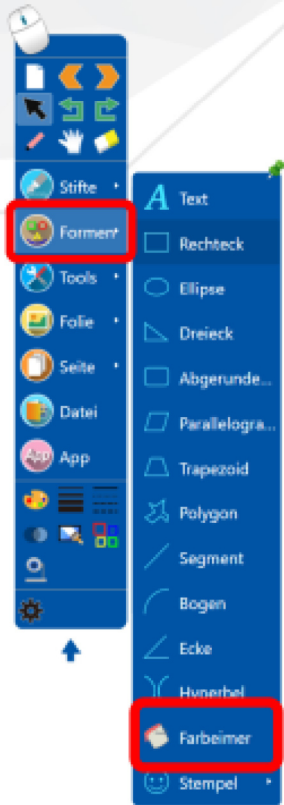 Stifte
Formen
Tools
Folie
Seite
Datei
App
App
A
Text
Rechteck
Ellipse
Dreieck
Abgerunde...
Parallelogra...
Trapezoid
Polygon
Segment
Bogen
Ecke
Hyperbel
Farbeimer
Stempel